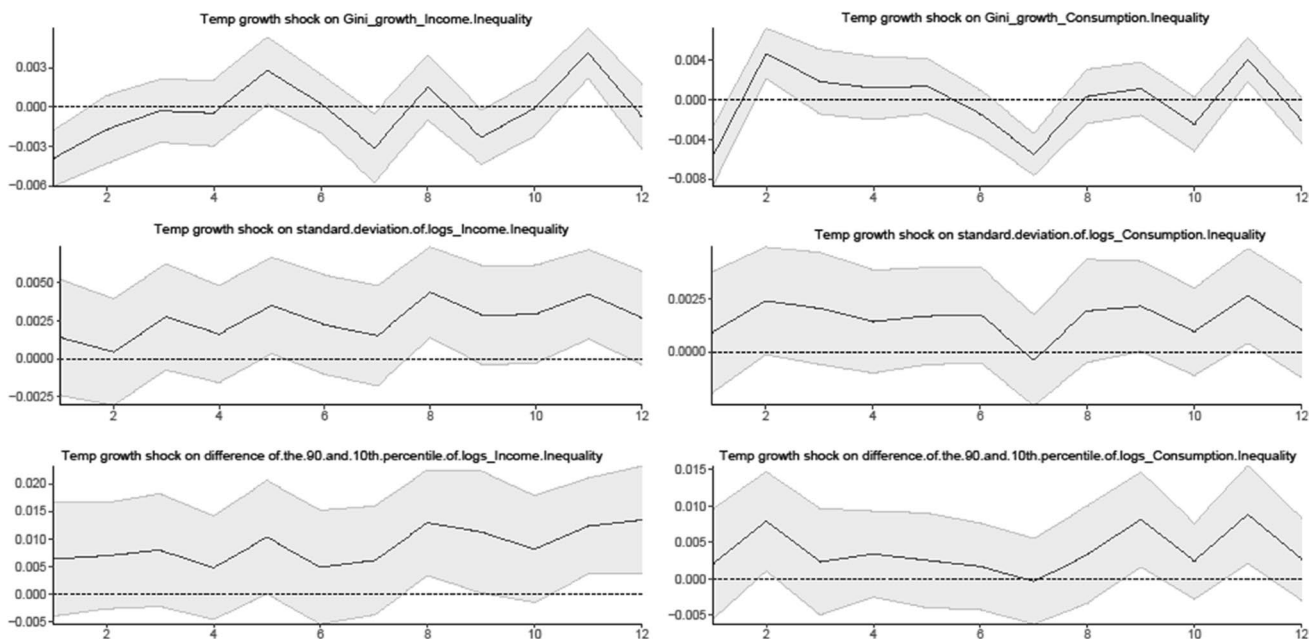 Temp growth shock on Gini_growth_Income.Inequality
0.003
0.000
−0.003
−0.006
2 4 6 8 10 12
Temp growth shock on Gini_growth_Consumption.Inequality
0.004
0.000
−0.004
−0.008
2 4 6 8 10 12
Temp growth shock on standard.deviation.of.logs_Income.Inequality
0.0050
0.0025
0.0000
−0.0025
2 4 6 8 10 12
Temp growth shock on standard.deviation.of.logs_Consumption.Inequality
0.0025
0.0000
2 4 6 8 10 12
Temp growth shock on difference.of.the.90.and.10th.percentile.of.logs_Income.Inequality
0.020
0.015
0.010
0.005
0.000
−0.005
2 4 6 8 10 12
Temp growth shock on difference.of.the.90.and.10th.percentile.of.logs_Consumption.Inequality
0.015
0.010
0.005
0.000
−0.005
2 4 6 8 10 12